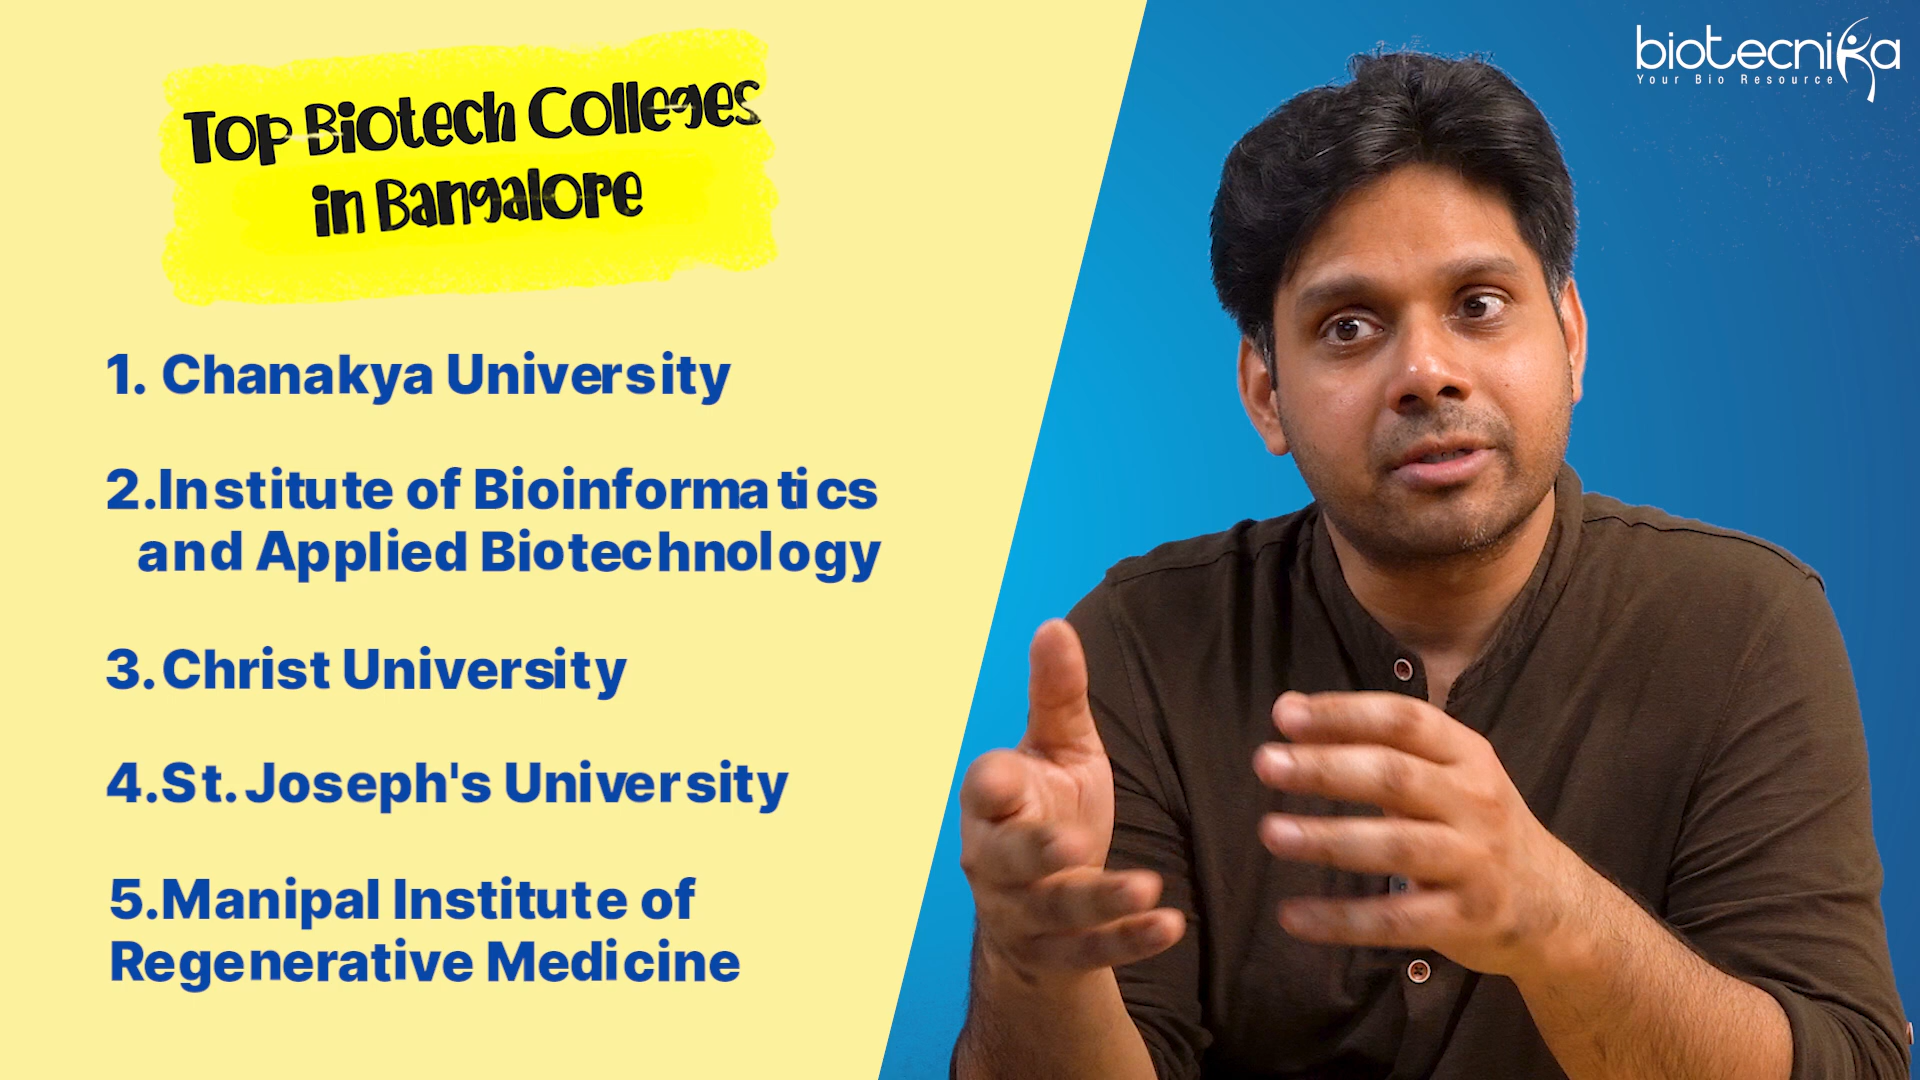 Top Biotech Colleges
in Bangalore
1. Chanakya University
2.Institute of Bioinformatics
and Applied Biotechnology
3.Christ University
4.St. Joseph's University
5.Manipal Institute of
Regenerative Medicine
biotecnika
Your Bio Resource